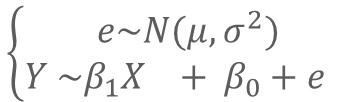 e~N(μ, σ²)
Y ~β₁X + β₀ + e